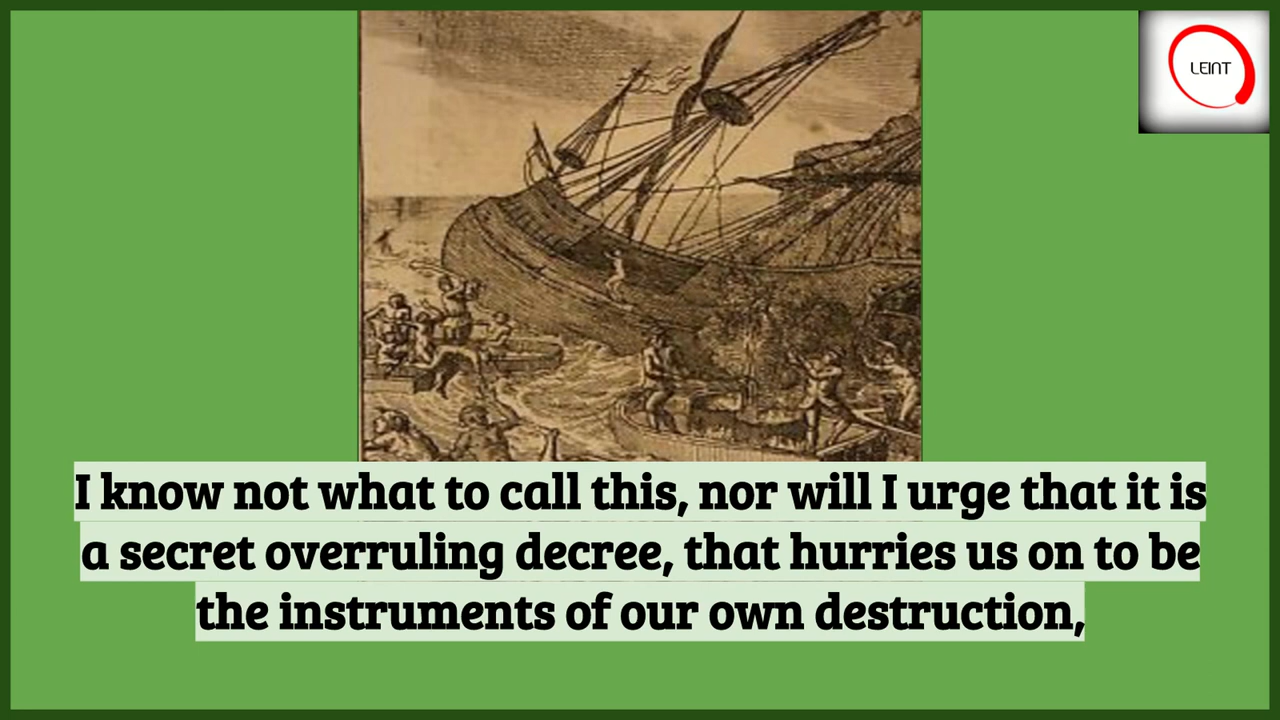 LEINT
I know not what to call this, nor will I urge that it is
a secret overruling decree, that hurries us on to be
the instruments of our own destruction,